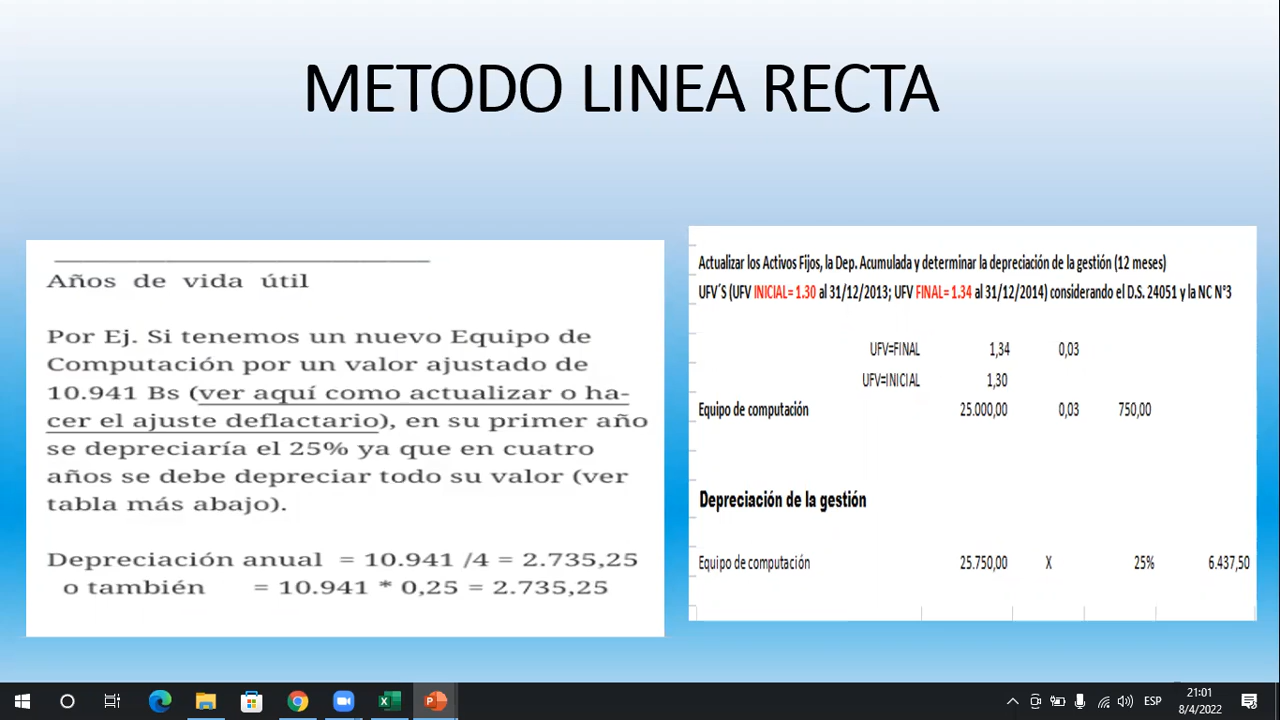 METODO LINEA RECTA
Años de vida útil
Por Ej. Si tenemos un nuevo Equipo de
Computación por un valor ajustado de
10.941 Bs (ver aquí como actualizar o ha-
cer el ajuste deflactario), en su primer año
se depreciaría el 25% ya que en cuatro
años se debe depreciar todo su valor (ver
tabla más abajo).
Depreciación anual = 10.941 /4 = 2.735,25
o también = 10.941 * 0,25 = 2.735,25
Actualizar los Activos Fijos, la Dep. Acumulada y determinar la depreciación de la gestión (12 meses)
UFV´S (UFV INICIAL= 1.30 al 31/12/2013; UFV FINAL= 1.34 al 31/12/2014) considerando el D.S. 24051 y la NC N°3
UFV=FINAL 1,34 0,03
UFV=INICIAL 1,30
Equipo de computación 25.000,00 0,03 750,00
Depreciación de la gestión
Equipo de computación 25.750,00 X 25% 6.437,50
ESP
21:01
8/4/2022